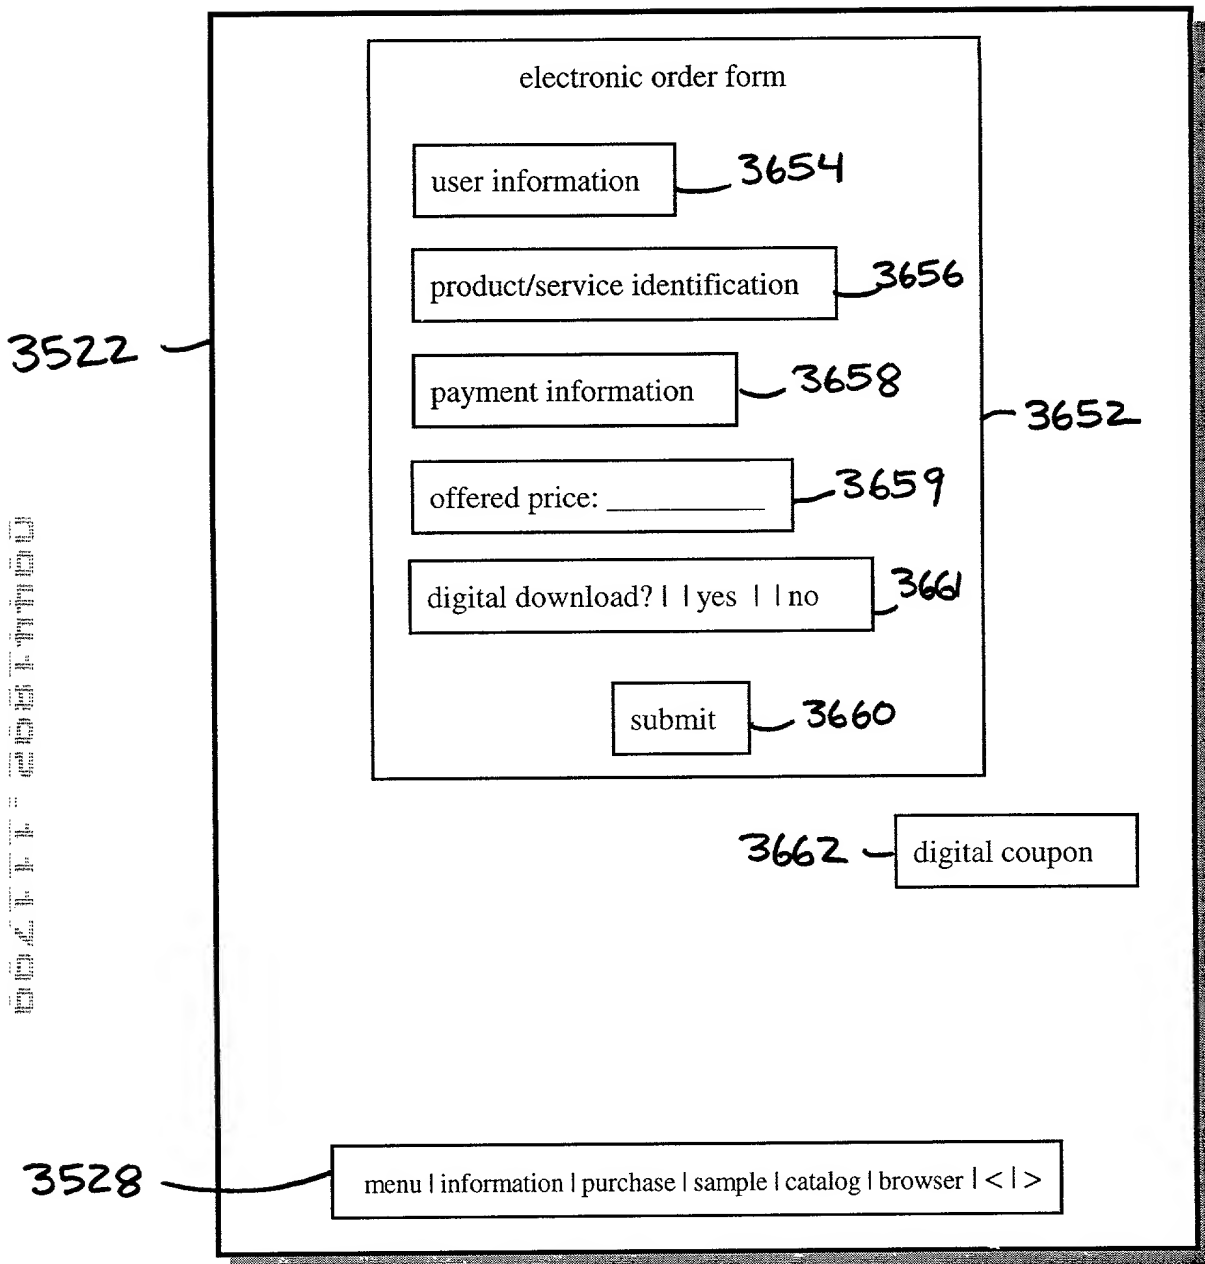 electronic order form
user information 3654
product/service identification 3656
3522
payment information 3658
3652
offered price: ____________ 3659
digital download? | | yes | | no 3661
submit 3660
3662 digital coupon
3528 menu | information | purchase | sample | catalog | browser | < | >